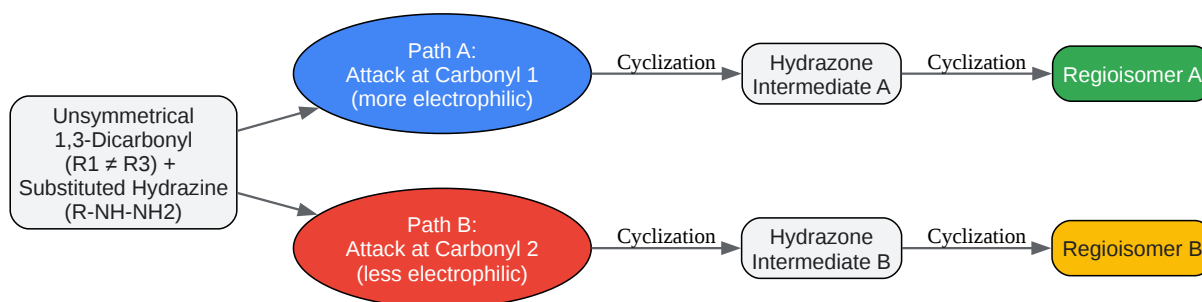 Unsymmetrical
1,3-Dicarbonyl
(R1 ≠ R3) +
Substituted Hydrazine
(R-NH-NH2)
Path A:
Attack at Carbonyl 1
(more electrophilic)
Cyclization
Hydrazone
Intermediate A
Cyclization
Regioisomer A
Path B:
Attack at Carbonyl 2
(less electrophilic)
Cyclization
Hydrazone
Intermediate B
Cyclization
Regioisomer B